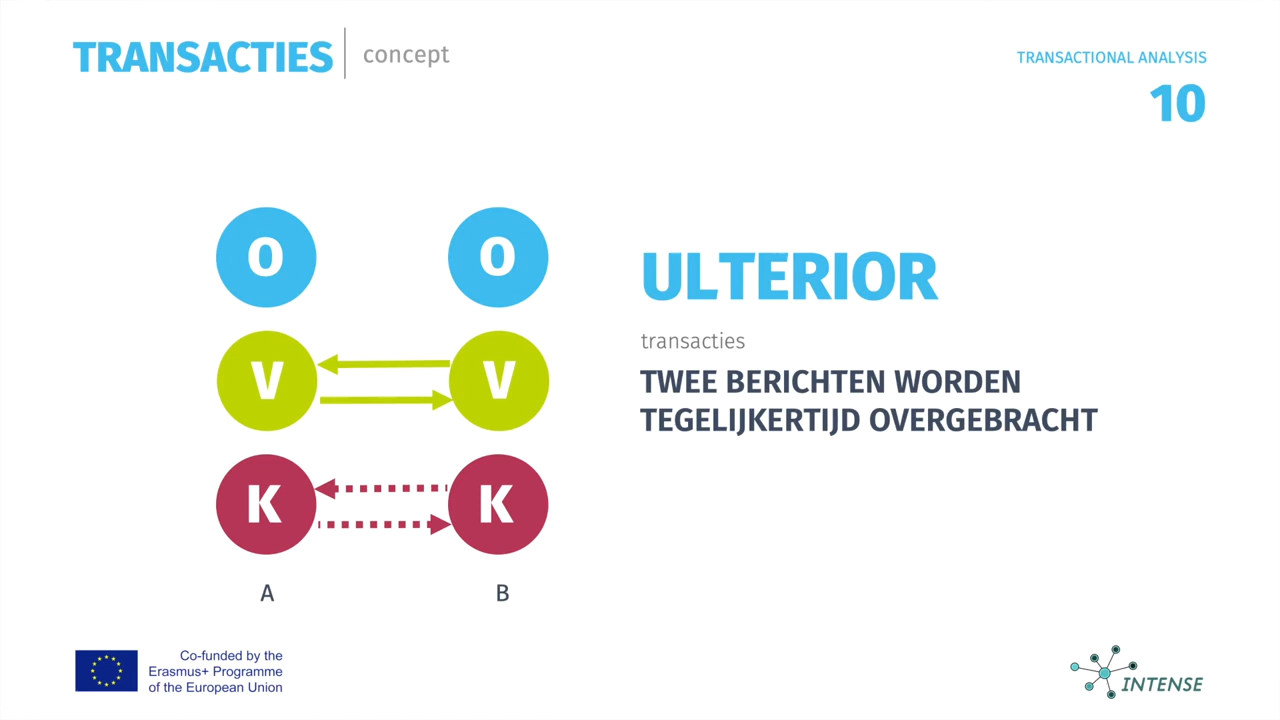 TRANSACTIES
concept
TRANSACTIONAL ANALYSIS
10
O O
V V
K K
A B
ULTERIOR
transacties
TWEE BERICHTEN WORDEN
TEGELIJKERTIJD OVERGEBRACHT
Co-funded by the
Erasmus+ Programme
of the European Union
INTENSE